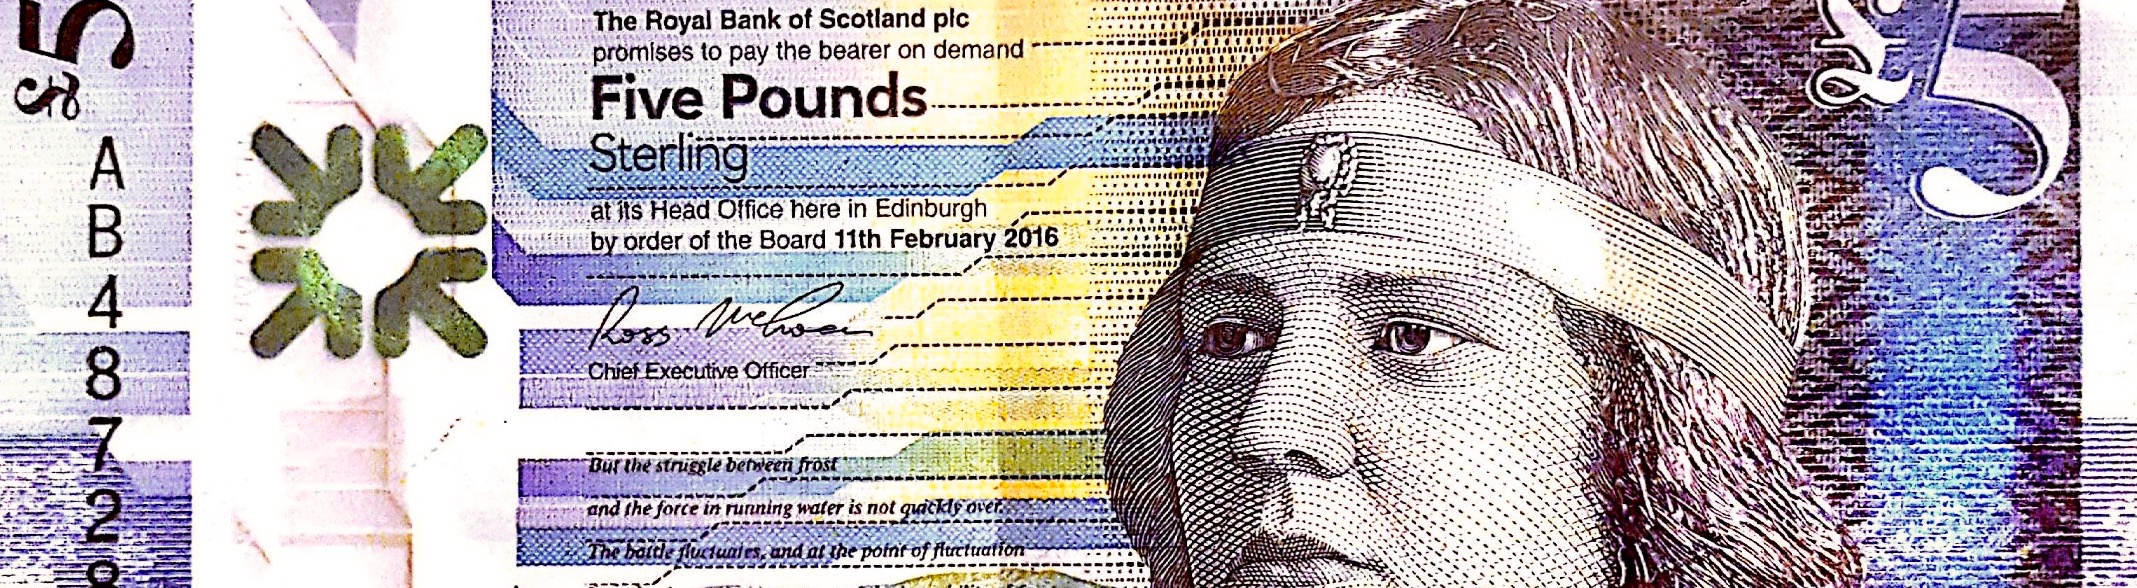 £5
The Royal Bank of Scotland plc
promises to pay the bearer on demand
Five Pounds
Sterling
at its Head Office here in Edinburgh
by order of the Board 11th February 2016
Ross McEwan
Chief Executive Officer
But the struggle between frost
and the force in running water is not quickly over.
The battle fluctuates, and at the point of fluctuation
AB48728
£5